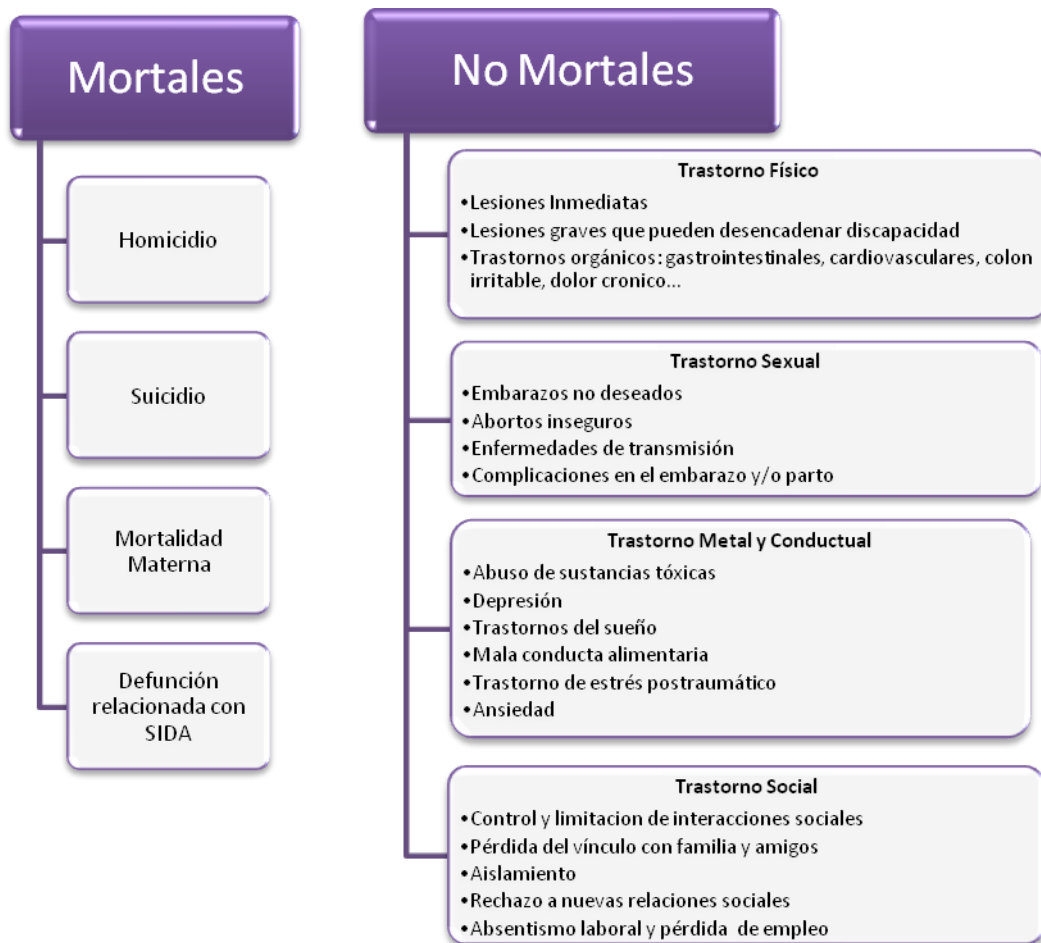 Mortales
Homicidio
Suicidio
Mortalidad
Materna
Defunción
relacionada con
SIDA
No Mortales
Trastorno Físico
•Lesiones Inmediatas
•Lesiones graves que pueden desencadenar discapacidad
•Trastornos orgánicos: gastrointestinales, cardiovasculares, colon
irritable, dolor cronico...
Trastorno Sexual
•Embarazos no deseados
•Abortos inseguros
•Enfermedades de transmisión
•Complicaciones en el embarazo y/o parto
Trastorno Metal y Conductual
•Abuso de sustancias tóxicas
•Depresión
•Trastornos del sueño
•Mala conducta alimentaria
•Trastorno de estrés postraumático
•Ansiedad
Trastorno Social
•Control y limitacion de interacciones sociales
•Pérdida del vínculo con familia y amigos
•Aislamiento
•Rechazo a nuevas relaciones sociales
•Absentismo laboral y pérdida de empleo